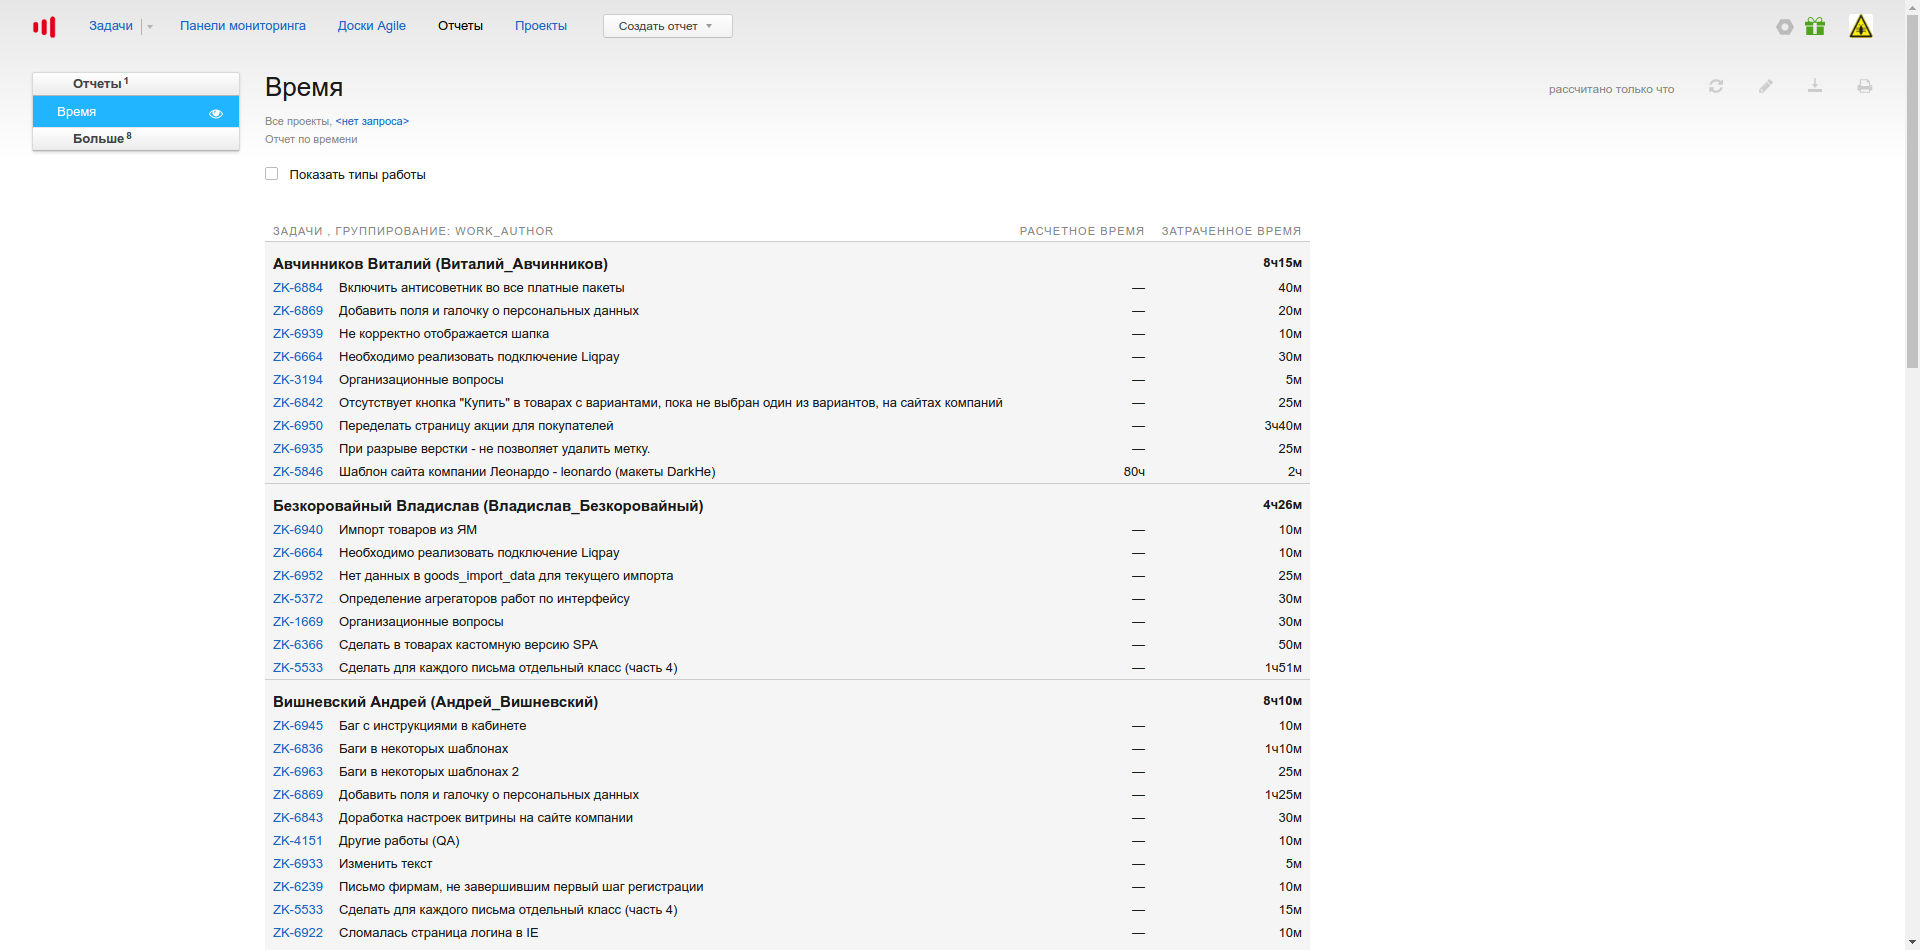 Задачи Панели мониторинга Доски Agile Отчеты Проекты Создать отчет
Отчеты 1
Время
Больше 8
Время
рассчитано только что
Все проекты, <нет запроса>
Отчет по времени
Показать типы работы
ЗАДАЧИ , ГРУППИРОВАНИЕ: WORK_AUTHOR РАСЧЕТНОЕ ВРЕМЯ ЗАТРАЧЕННОЕ ВРЕМЯ
Авчинников Виталий (Виталий_Авчинников) 8ч15м
ZK-6884 Включить антисоветник во все платные пакеты — 40м
ZK-6869 Добавить поля и галочку о персональных данных — 20м
ZK-6939 Не корректно отображается шапка — 10м
ZK-6664 Необходимо реализовать подключение Liqpay — 30м
ZK-3194 Организационные вопросы — 5м
ZK-6842 Отсутствует кнопка "Купить" в товарах с вариантами, пока не выбран один из вариантов, на сайтах компаний — 25м
ZK-6950 Переделать страницу акции для покупателей — 3ч40м
ZK-6935 При разрыве верстки - не позволяет удалить метку. — 25м
ZK-5846 Шаблон сайта компании Леонардо - leonardo (макеты DarkHe) 80ч 2ч
Безкоровайный Владислав (Владислав_Безкоровайный) 4ч26м
ZK-6940 Импорт товаров из ЯМ — 10м
ZK-6664 Необходимо реализовать подключение Liqpay — 10м
ZK-6952 Нет данных в goods_import_data для текущего импорта — 25м
ZK-5372 Определение агрегаторов работ по интерфейсу — 30м
ZK-1669 Организационные вопросы — 30м
ZK-6366 Сделать в товарах кастомную версию SPA — 50м
ZK-5533 Сделать для каждого письма отдельный класс (часть 4) — 1ч51м
Вишневский Андрей (Андрей_Вишневский) 8ч10м
ZK-6945 Баг с инструкциями в кабинете — 10м
ZK-6836 Баги в некоторых шаблонах — 1ч10м
ZK-6963 Баги в некоторых шаблонах 2 — 25м
ZK-6869 Добавить поля и галочку о персональных данных — 1ч25м
ZK-6843 Доработка настроек витрины на сайте компании — 30м
ZK-4151 Другие работы (QA) — 10м
ZK-6933 Изменить текст — 5м
ZK-6239 Письмо фирмам, не завершившим первый шаг регистрации — 10м
ZK-5533 Сделать для каждого письма отдельный класс (часть 4) — 15м
ZK-6922 Сломалась страница логина в IE — 10м